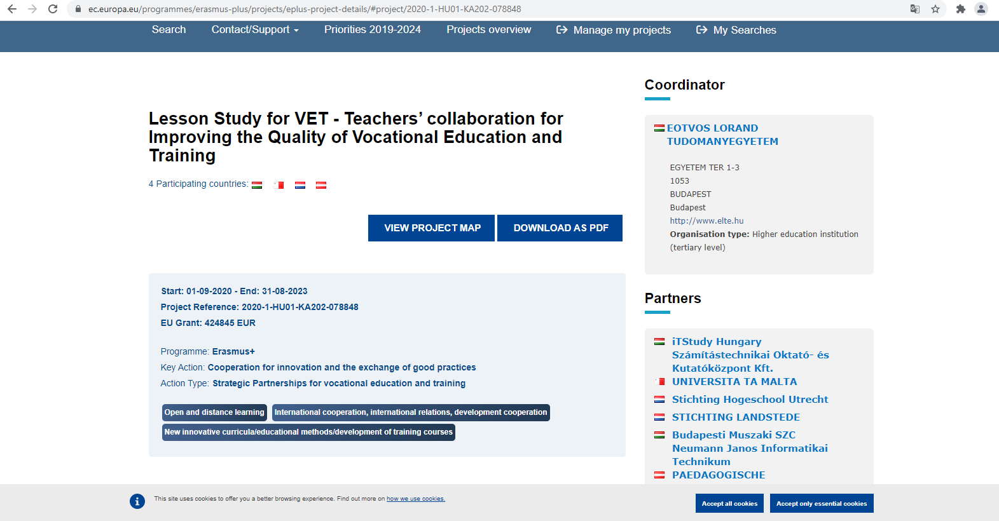 ec.europa.eu/programmes/erasmus-plus/projects/eplus-project-details/#project/2020-1-HU01-KA202-078848
Search Contact/Support Priorities 2019-2024 Projects overview Manage my projects My Searches
Lesson Study for VET - Teachers’ collaboration for
Improving the Quality of Vocational Education and
Training
4 Participating countries:
VIEW PROJECT MAP DOWNLOAD AS PDF
Start: 01-09-2020 - End: 31-08-2023
Project Reference: 2020-1-HU01-KA202-078848
EU Grant: 424845 EUR
Programme: Erasmus+
Key Action: Cooperation for innovation and the exchange of good practices
Action Type: Strategic Partnerships for vocational education and training
Open and distance learning International cooperation, international relations, development cooperation
New innovative curricula/educational methods/development of training courses
Coordinator
EOTVOS LORAND
TUDOMANYEGYETEM
EGYETEM TER 1-3
1053
BUDAPEST
Budapest
http://www.elte.hu
Organisation type: Higher education institution
(tertiary level)
Partners
iTStudy Hungary
Számítástechnikai Oktató- és
Kutatóközpont Kft.
UNIVERSITA TA MALTA
Stichting Hogeschool Utrecht
STICHTING LANDSTEDE
Budapesti Muszaki SZC
Neumann Janos Informatikai
Technikum
PAEDAGOGISCHE
This site uses cookies to offer you a better browsing experience. Find out more on how we use cookies.
Accept all cookies Accept only essential cookies